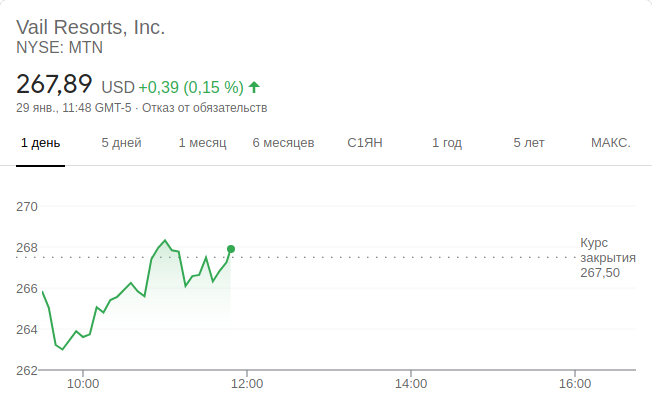 Vail Resorts, Inc.
NYSE: MTN
267,89 USD +0,39 (0,15 %)
29 янв., 11:48 GMT-5 · Отказ от обязательств
1 день 5 дней 1 месяц 6 месяцев С1ЯН 1 год 5 лет МАКС.
270
268
266
264
262
Курс
закрытия
267,50
10:00 12:00 14:00 16:00